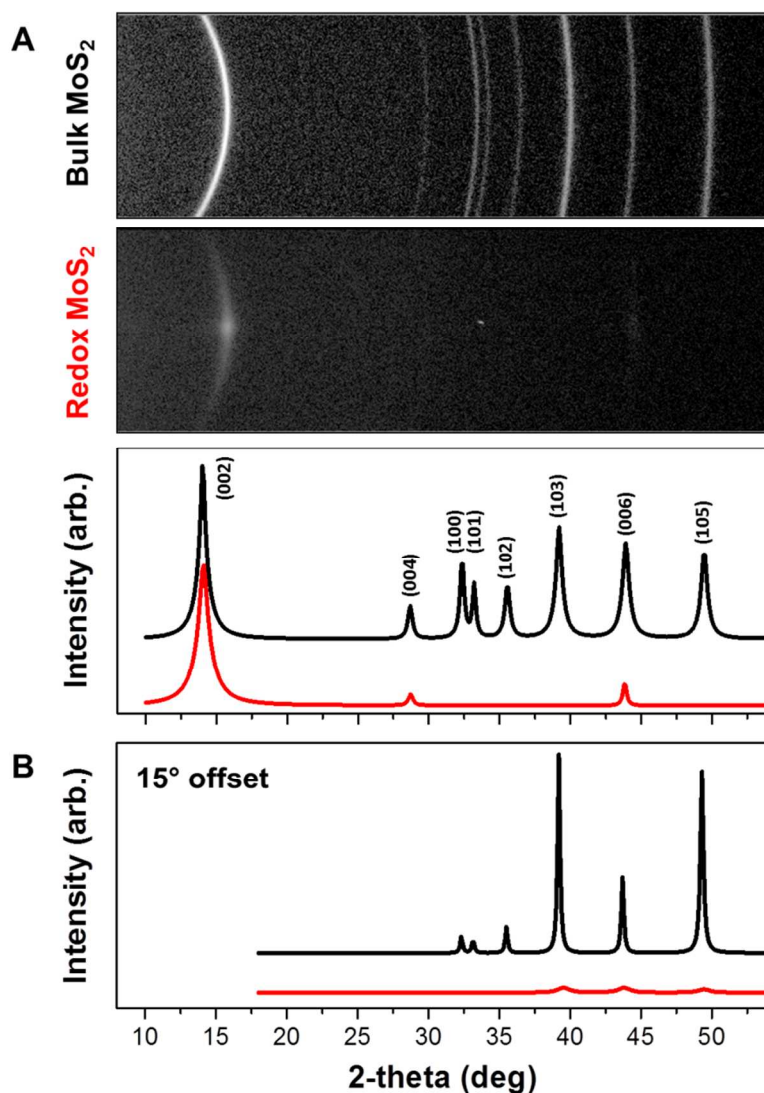 A
Bulk MoS₂
Redox MoS₂
Intensity (arb.)
(002)
(004)
(100)
(101)
(102)
(103)
(006)
(105)
B
Intensity (arb.)
15° offset
10 15 20 25 30 35 40 45 50
2-theta (deg)